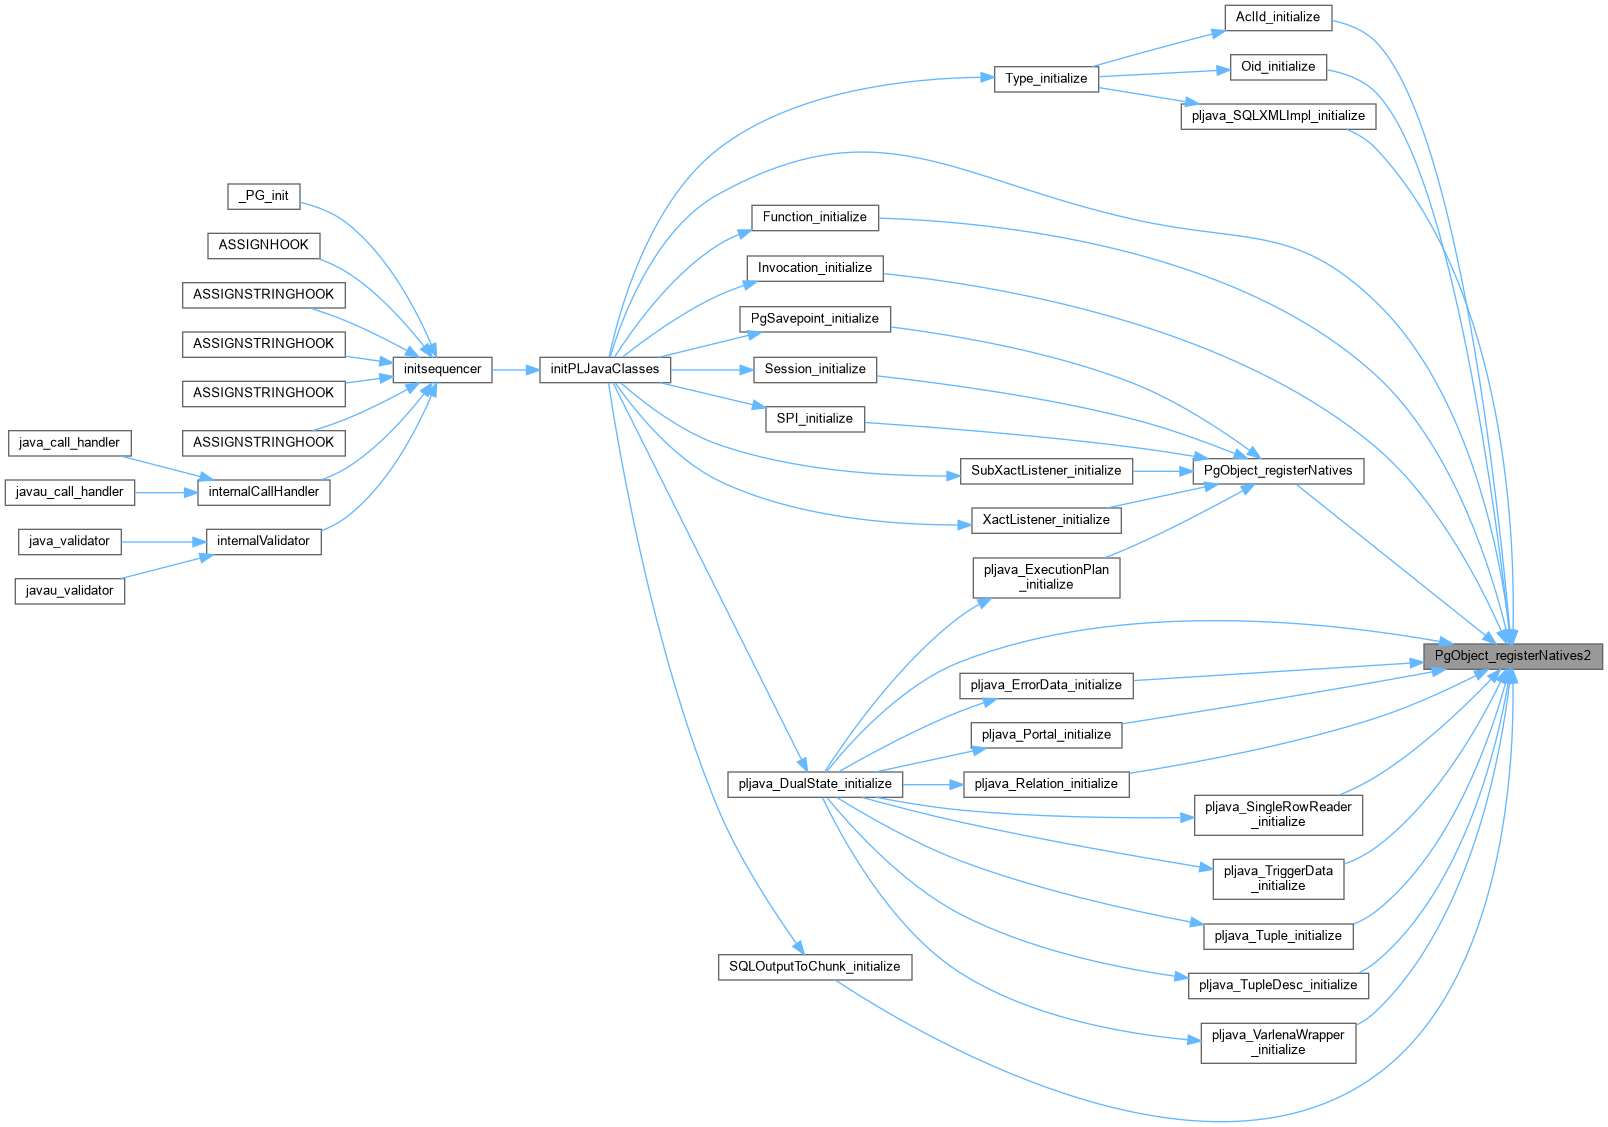 AclId_initialize
Oid_initialize
Type_initialize
pljava_SQLXMLImpl_initialize
_PG_init
Function_initialize
ASSIGNHOOK
Invocation_initialize
ASSIGNSTRINGHOOK
PgSavepoint_initialize
ASSIGNSTRINGHOOK
initsequencer
initPLJavaClasses
Session_initialize
ASSIGNSTRINGHOOK
SPI_initialize
java_call_handler
ASSIGNSTRINGHOOK
SubXactListener_initialize
PgObject_registerNatives
javau_call_handler
internalCallHandler
XactListener_initialize
java_validator
internalValidator
pljava_ExecutionPlan
_initialize
javau_validator
PgObject_registerNatives2
pljava_ErrorData_initialize
pljava_Portal_initialize
pljava_DualState_initialize
pljava_Relation_initialize
pljava_SingleRowReader
_initialize
pljava_TriggerData
_initialize
pljava_Tuple_initialize
SQLOutputToChunk_initialize
pljava_TupleDesc_initialize
pljava_VarlenaWrapper
_initialize